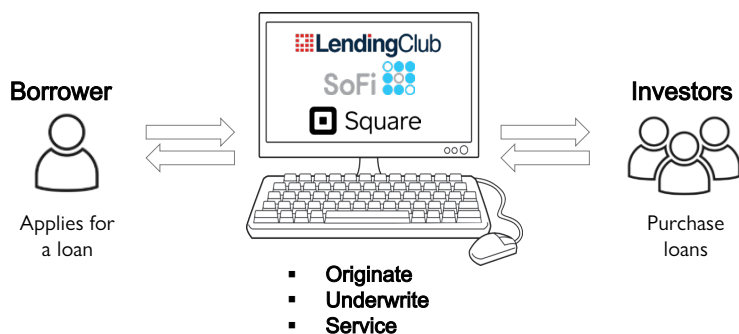 LendingClub
SoFi
Square
Borrower
Investors
Applies for
a loan
Purchase
loans
▪ Originate
▪ Underwrite
▪ Service